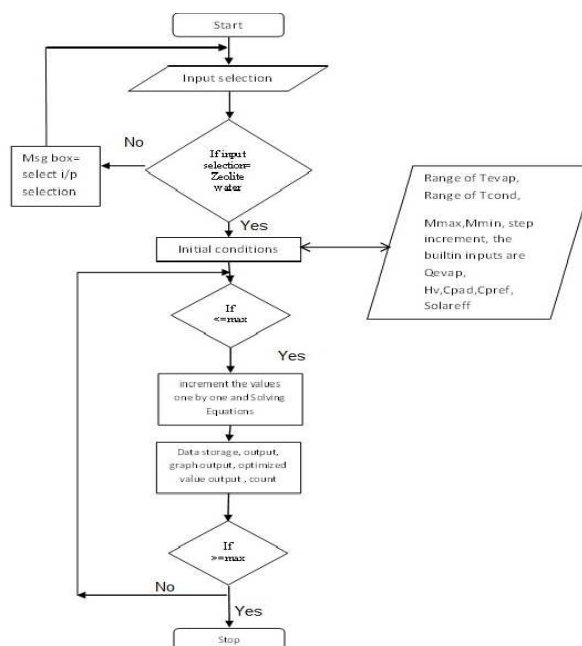 Start
Input selection
No
Msg box=
select i/p
selection
If input
selection=
Zeolite
water
Yes
Initial conditions
Range of Tevap,
Range of Tcond,
Mmax,Mmin, step
increment, the
builtin inputs are
Qevap,
Hv,Cpad,Cpref,
Solareff
If
<=max
Yes
increment the values
one by one and Solving
Equations
Data storage, output,
graph output, optimized
value output , count
If
>=max
No
Yes
Stop